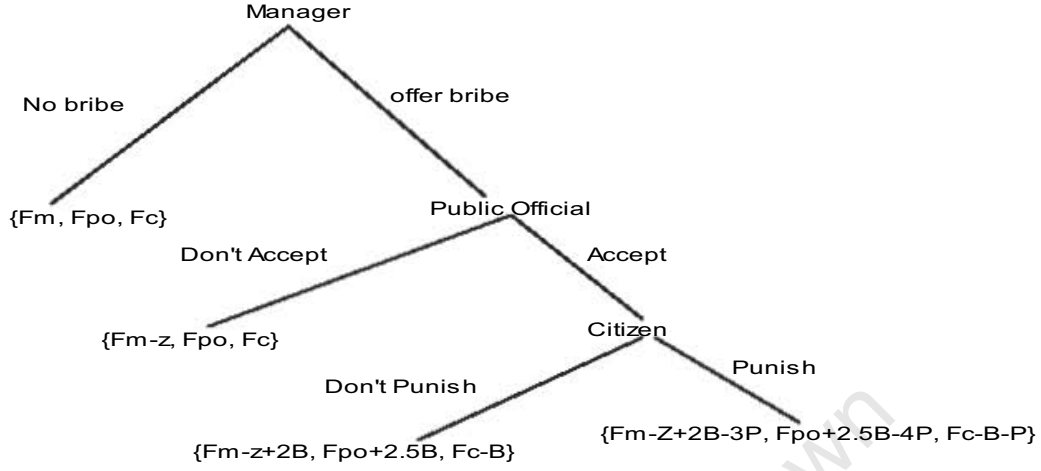 Manager
No bribe
offer bribe
{Fm, Fpo, Fc}
Public Official
Don't Accept
Accept
{Fm-z, Fpo, Fc}
Citizen
Don't Punish
Punish
{Fm-z+2B, Fpo+2.5B, Fc-B}
{Fm-Z+2B-3P, Fpo+2.5B-4P, Fc-B-P}